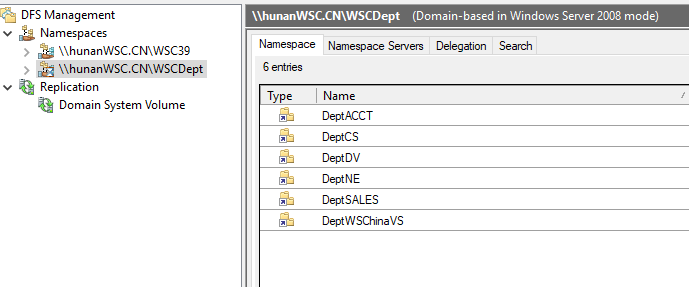 DFS Management
Namespaces
\\hunanWSC.CN\WSC39
\\hunanWSC.CN\WSCDept
Replication
Domain System Volume
\\hunanWSC.CN\WSCDept (Domain-based in Windows Server 2008 mode)
Namespace Namespace Servers Delegation Search
6 entries
Type Name
DeptACCT
DeptCS
DeptDV
DeptNE
DeptSALES
DeptWSChinaVS